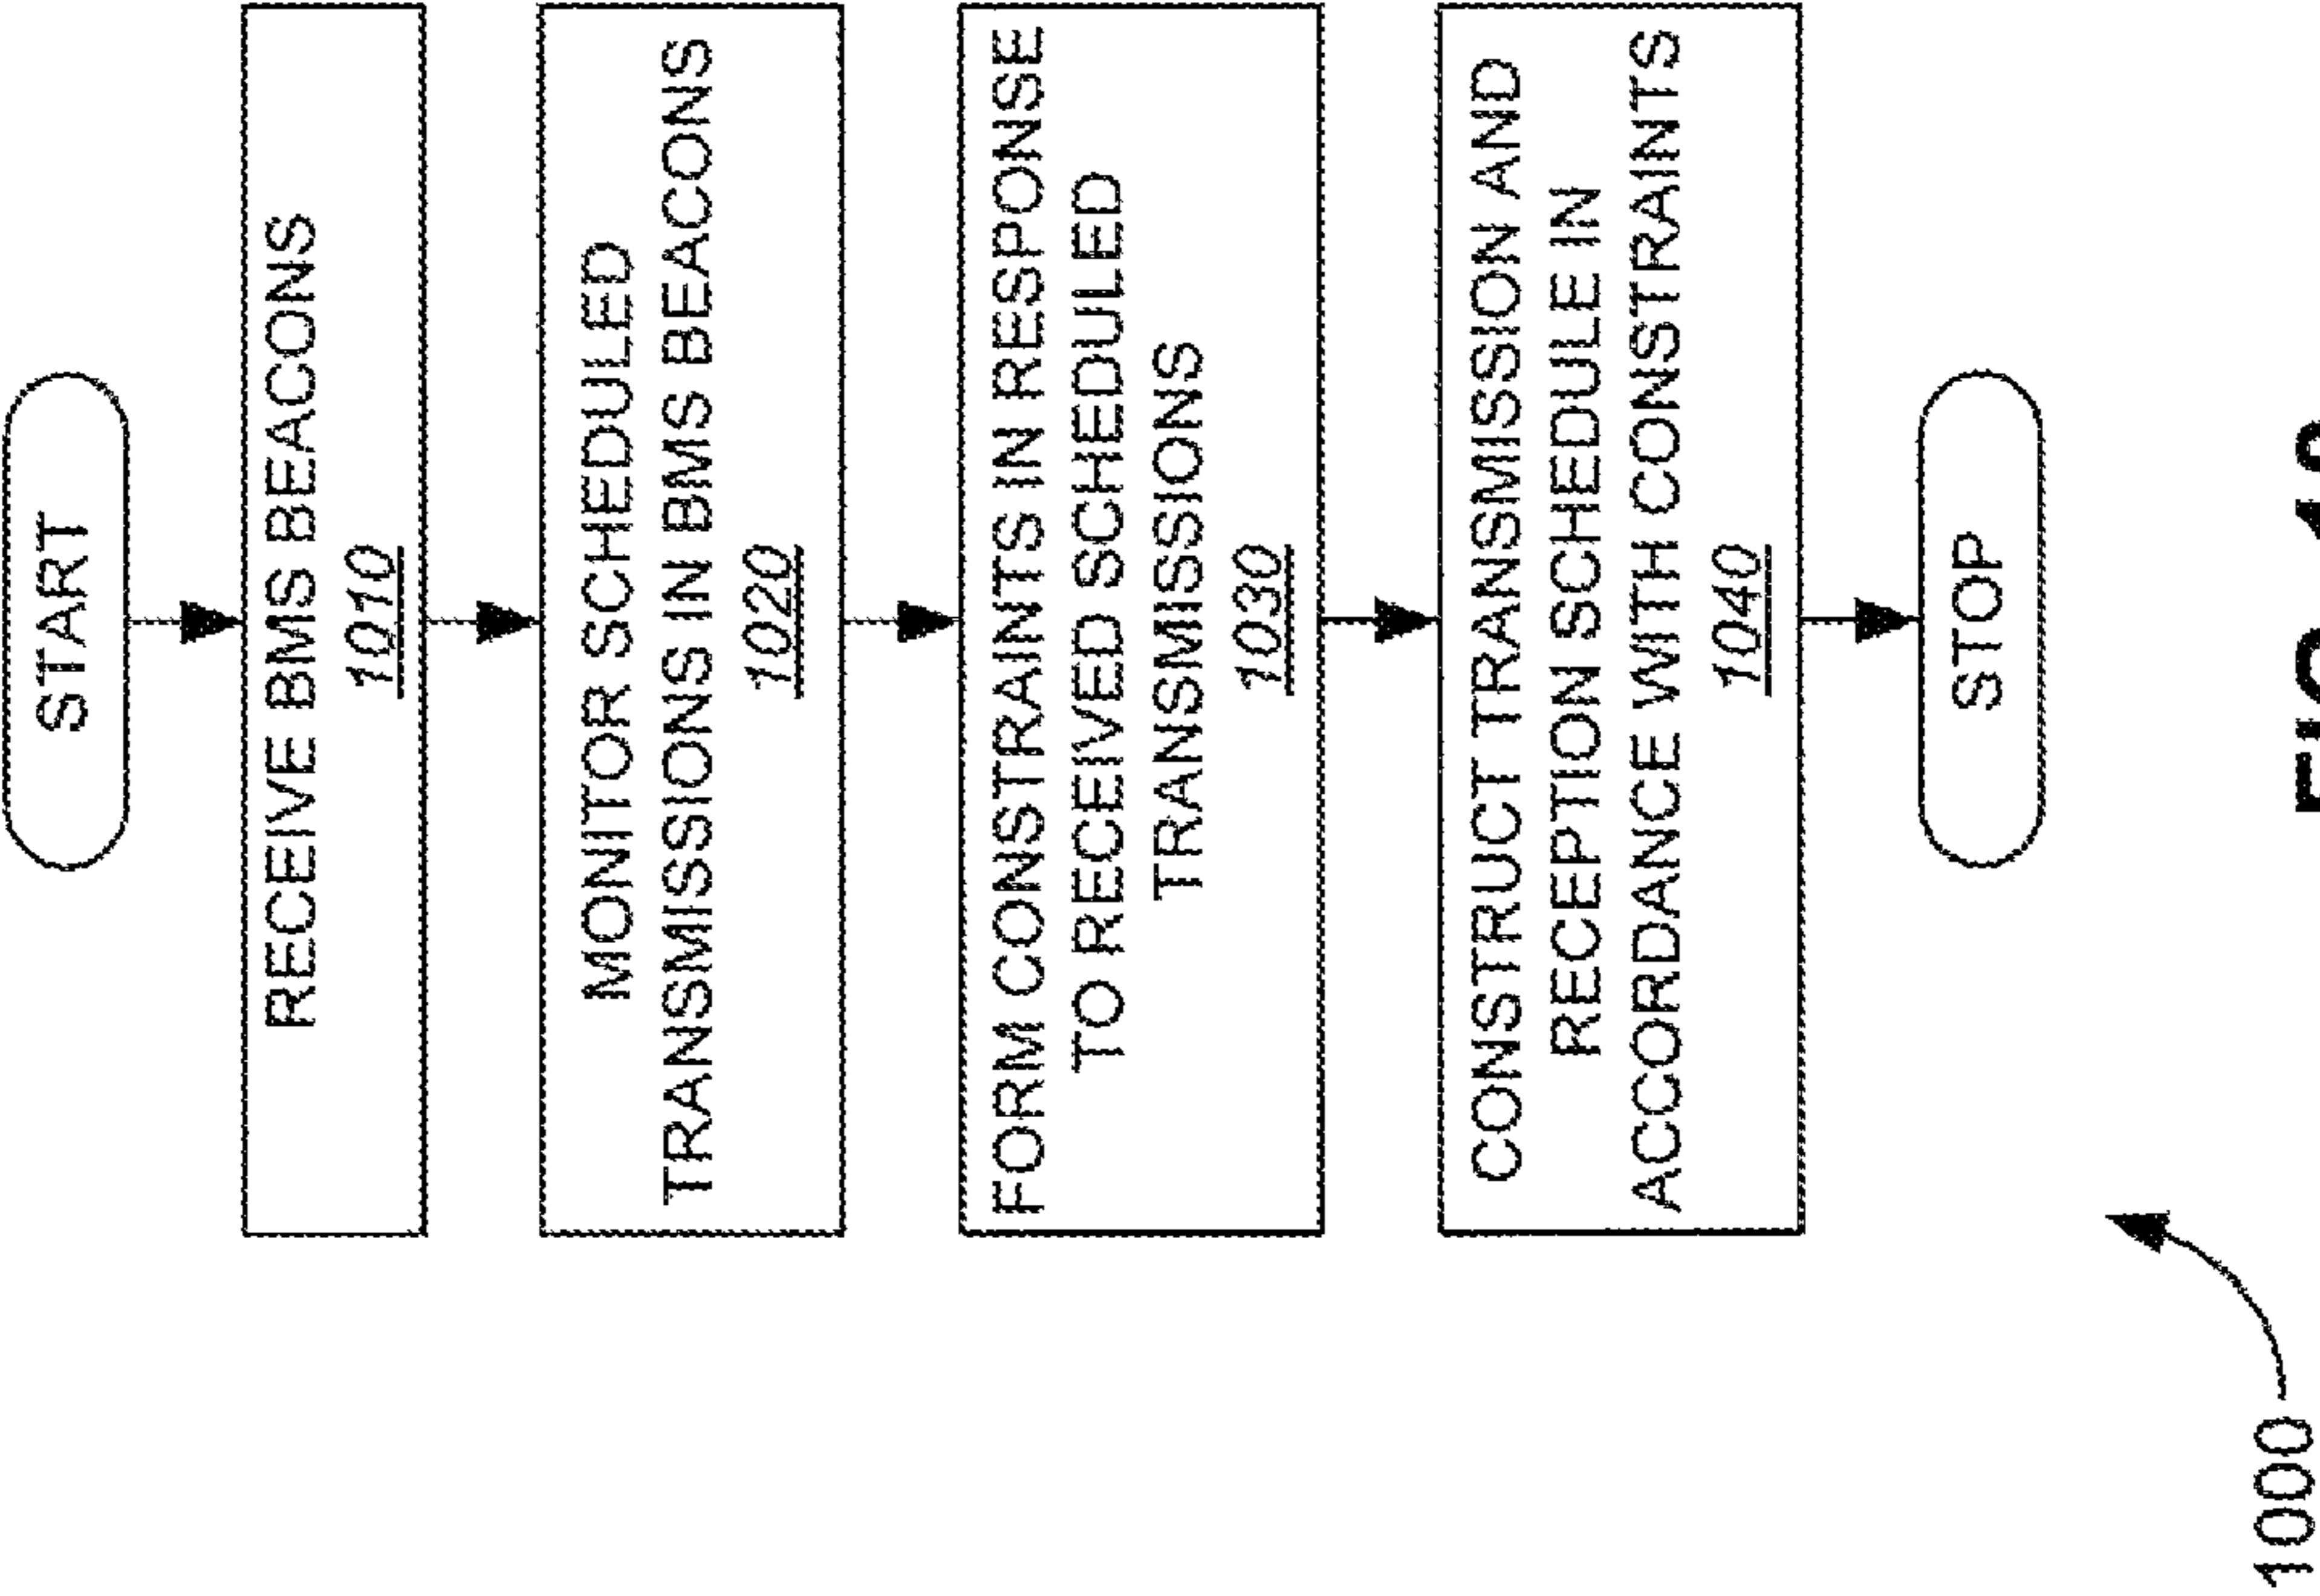 START
RECEIVE BMS BEACONS
1010
MONITOR SCHEDULED
TRANSMISSIONS IN BMS BEACONS
1020
FORM CONSTRAINTS IN RESPONSE
TO RECEIVED SCHEDULED
TRANSMISSIONS
1030
CONSTRUCT TRANSMISSION AND
RECEPTION SCHEDULE IN
ACCORDANCE WITH CONSTRAINTS
1040
STOP
1000